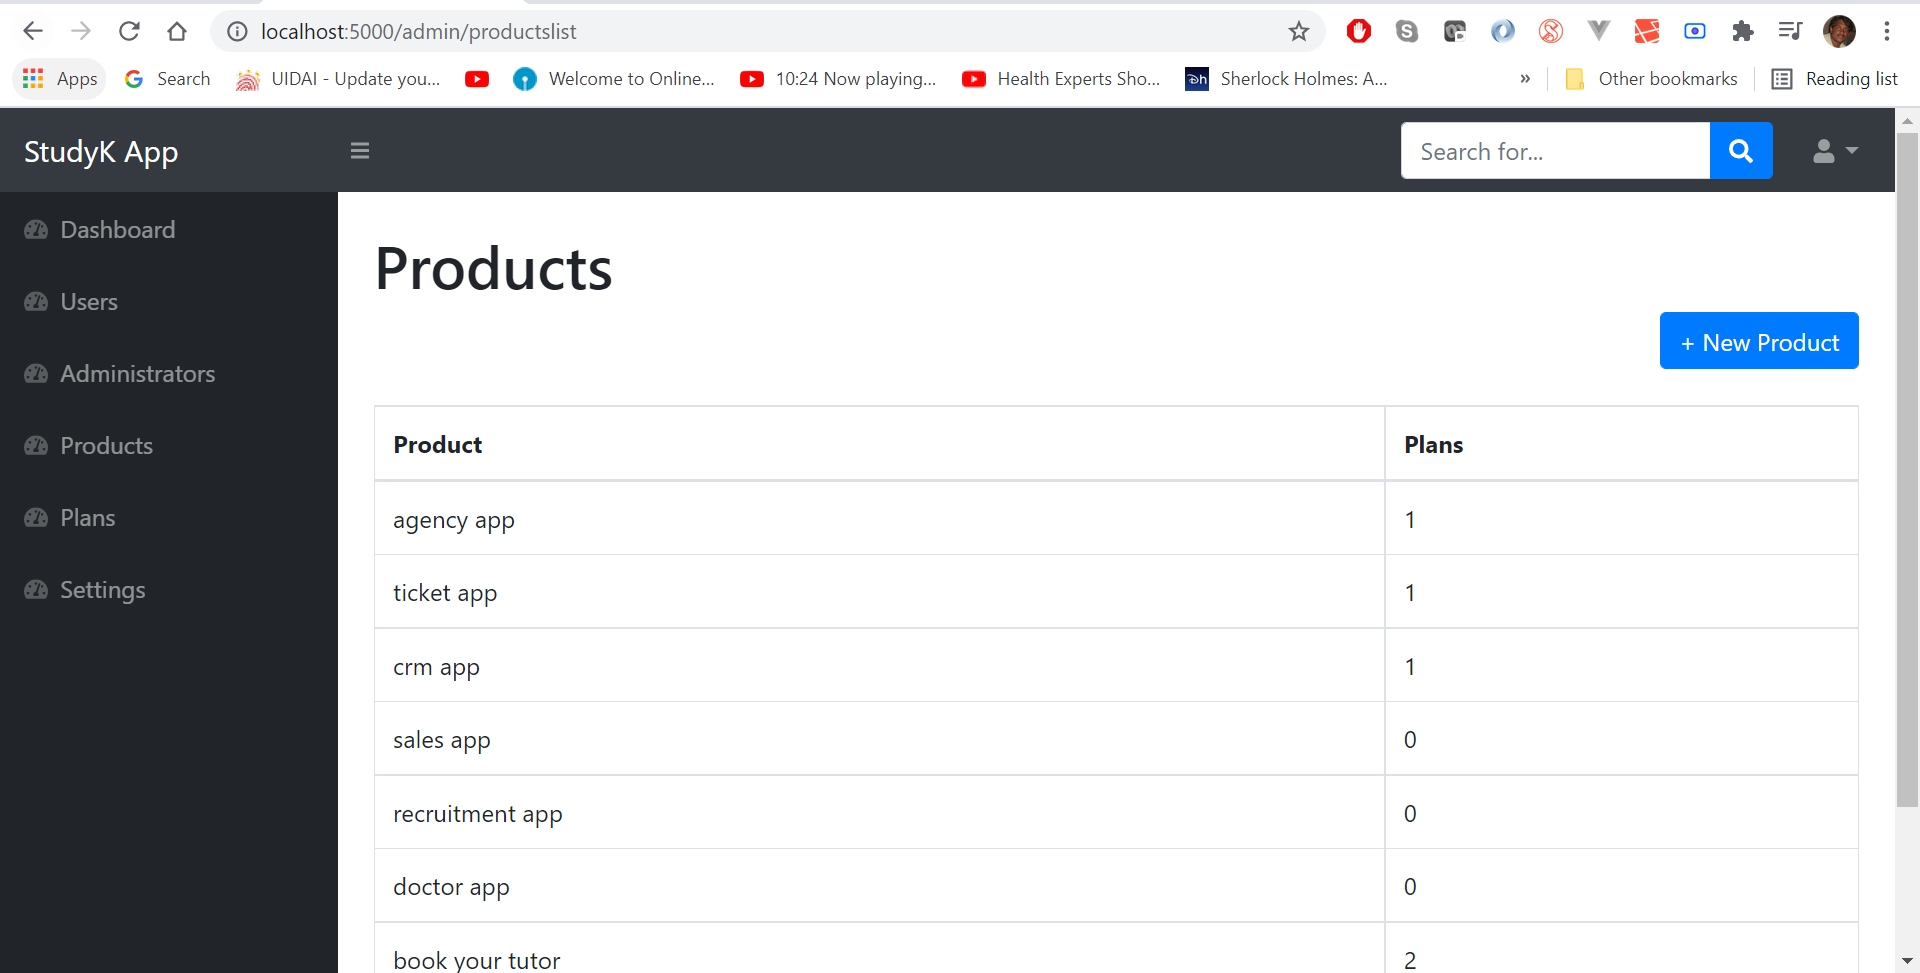 localhost:5000/admin/productslist
Apps Search UIDAI - Update you... Welcome to Online... 10:24 Now playing... Health Experts Sho... Dh Sherlock Holmes: A... » Other bookmarks Reading list
StudyK App Search for...
Dashboard
Users
Administrators
Products
Plans
Settings
Products
+ New Product
Product Plans
agency app 1
ticket app 1
crm app 1
sales app 0
recruitment app 0
doctor app 0
book your tutor 2